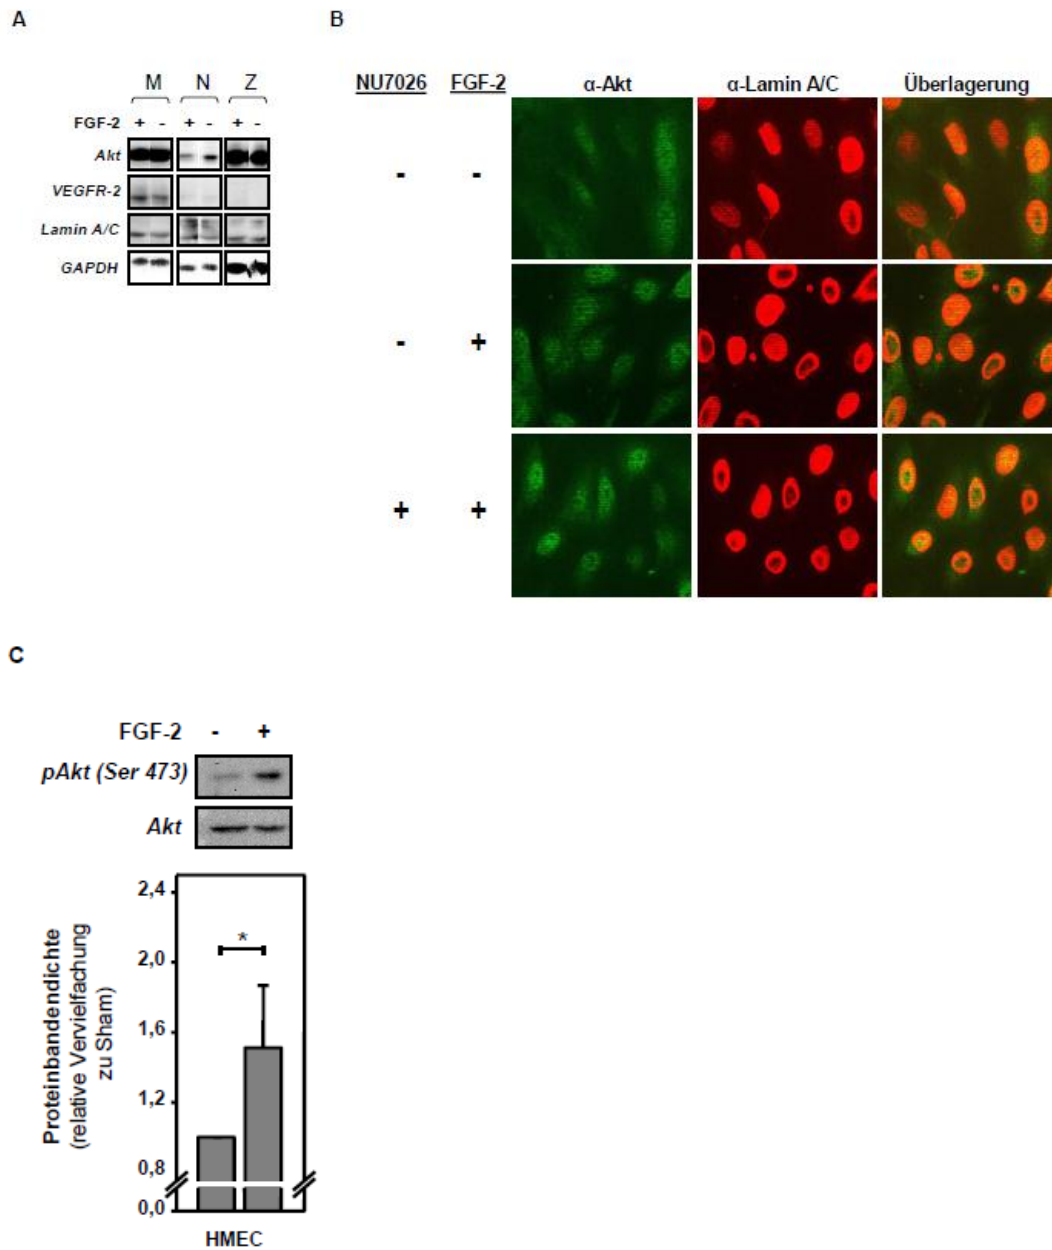 A
B
M N Z
FGF-2 + - + - + -
Akt
VEGFR-2
Lamin A/C
GAPDH
NU7026 FGF-2 α-Akt α-Lamin A/C Überlagerung
- -
- +
+ +
C
FGF-2 - +
pAkt (Ser 473)
Akt
Proteinbandendichte
(relative Vervielfachung
zu Sham)
2,4
2,0
1,6
1,2
0,8
0,0
*
HMEC